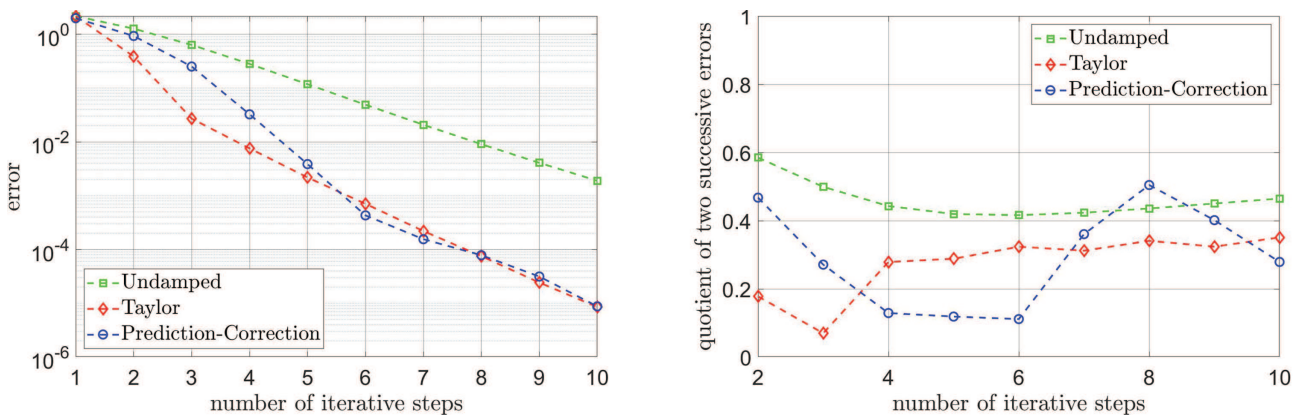 10^0
10^-2
10^-4
10^-6
error
1 2 3 4 5 6 7 8 9 10
number of iterative steps
Undamped
Taylor
Prediction-Correction
1
0.8
0.6
0.4
0.2
0
quotient of two successive errors
2 4 6 8 10
number of iterative steps
Undamped
Taylor
Prediction-Correction